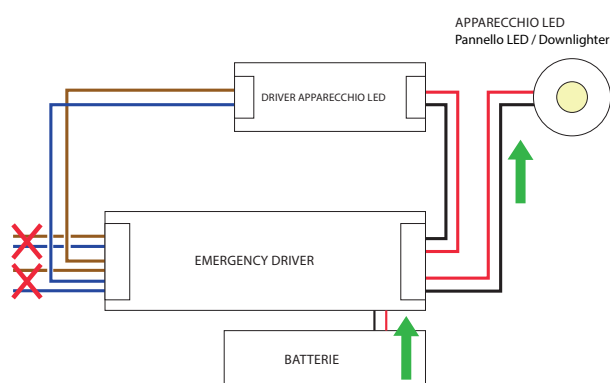 APPARECCHIO LED
Pannello LED / Downlighter
DRIVER APPARECCHIO LED
EMERGENCY DRIVER
BATTERIE